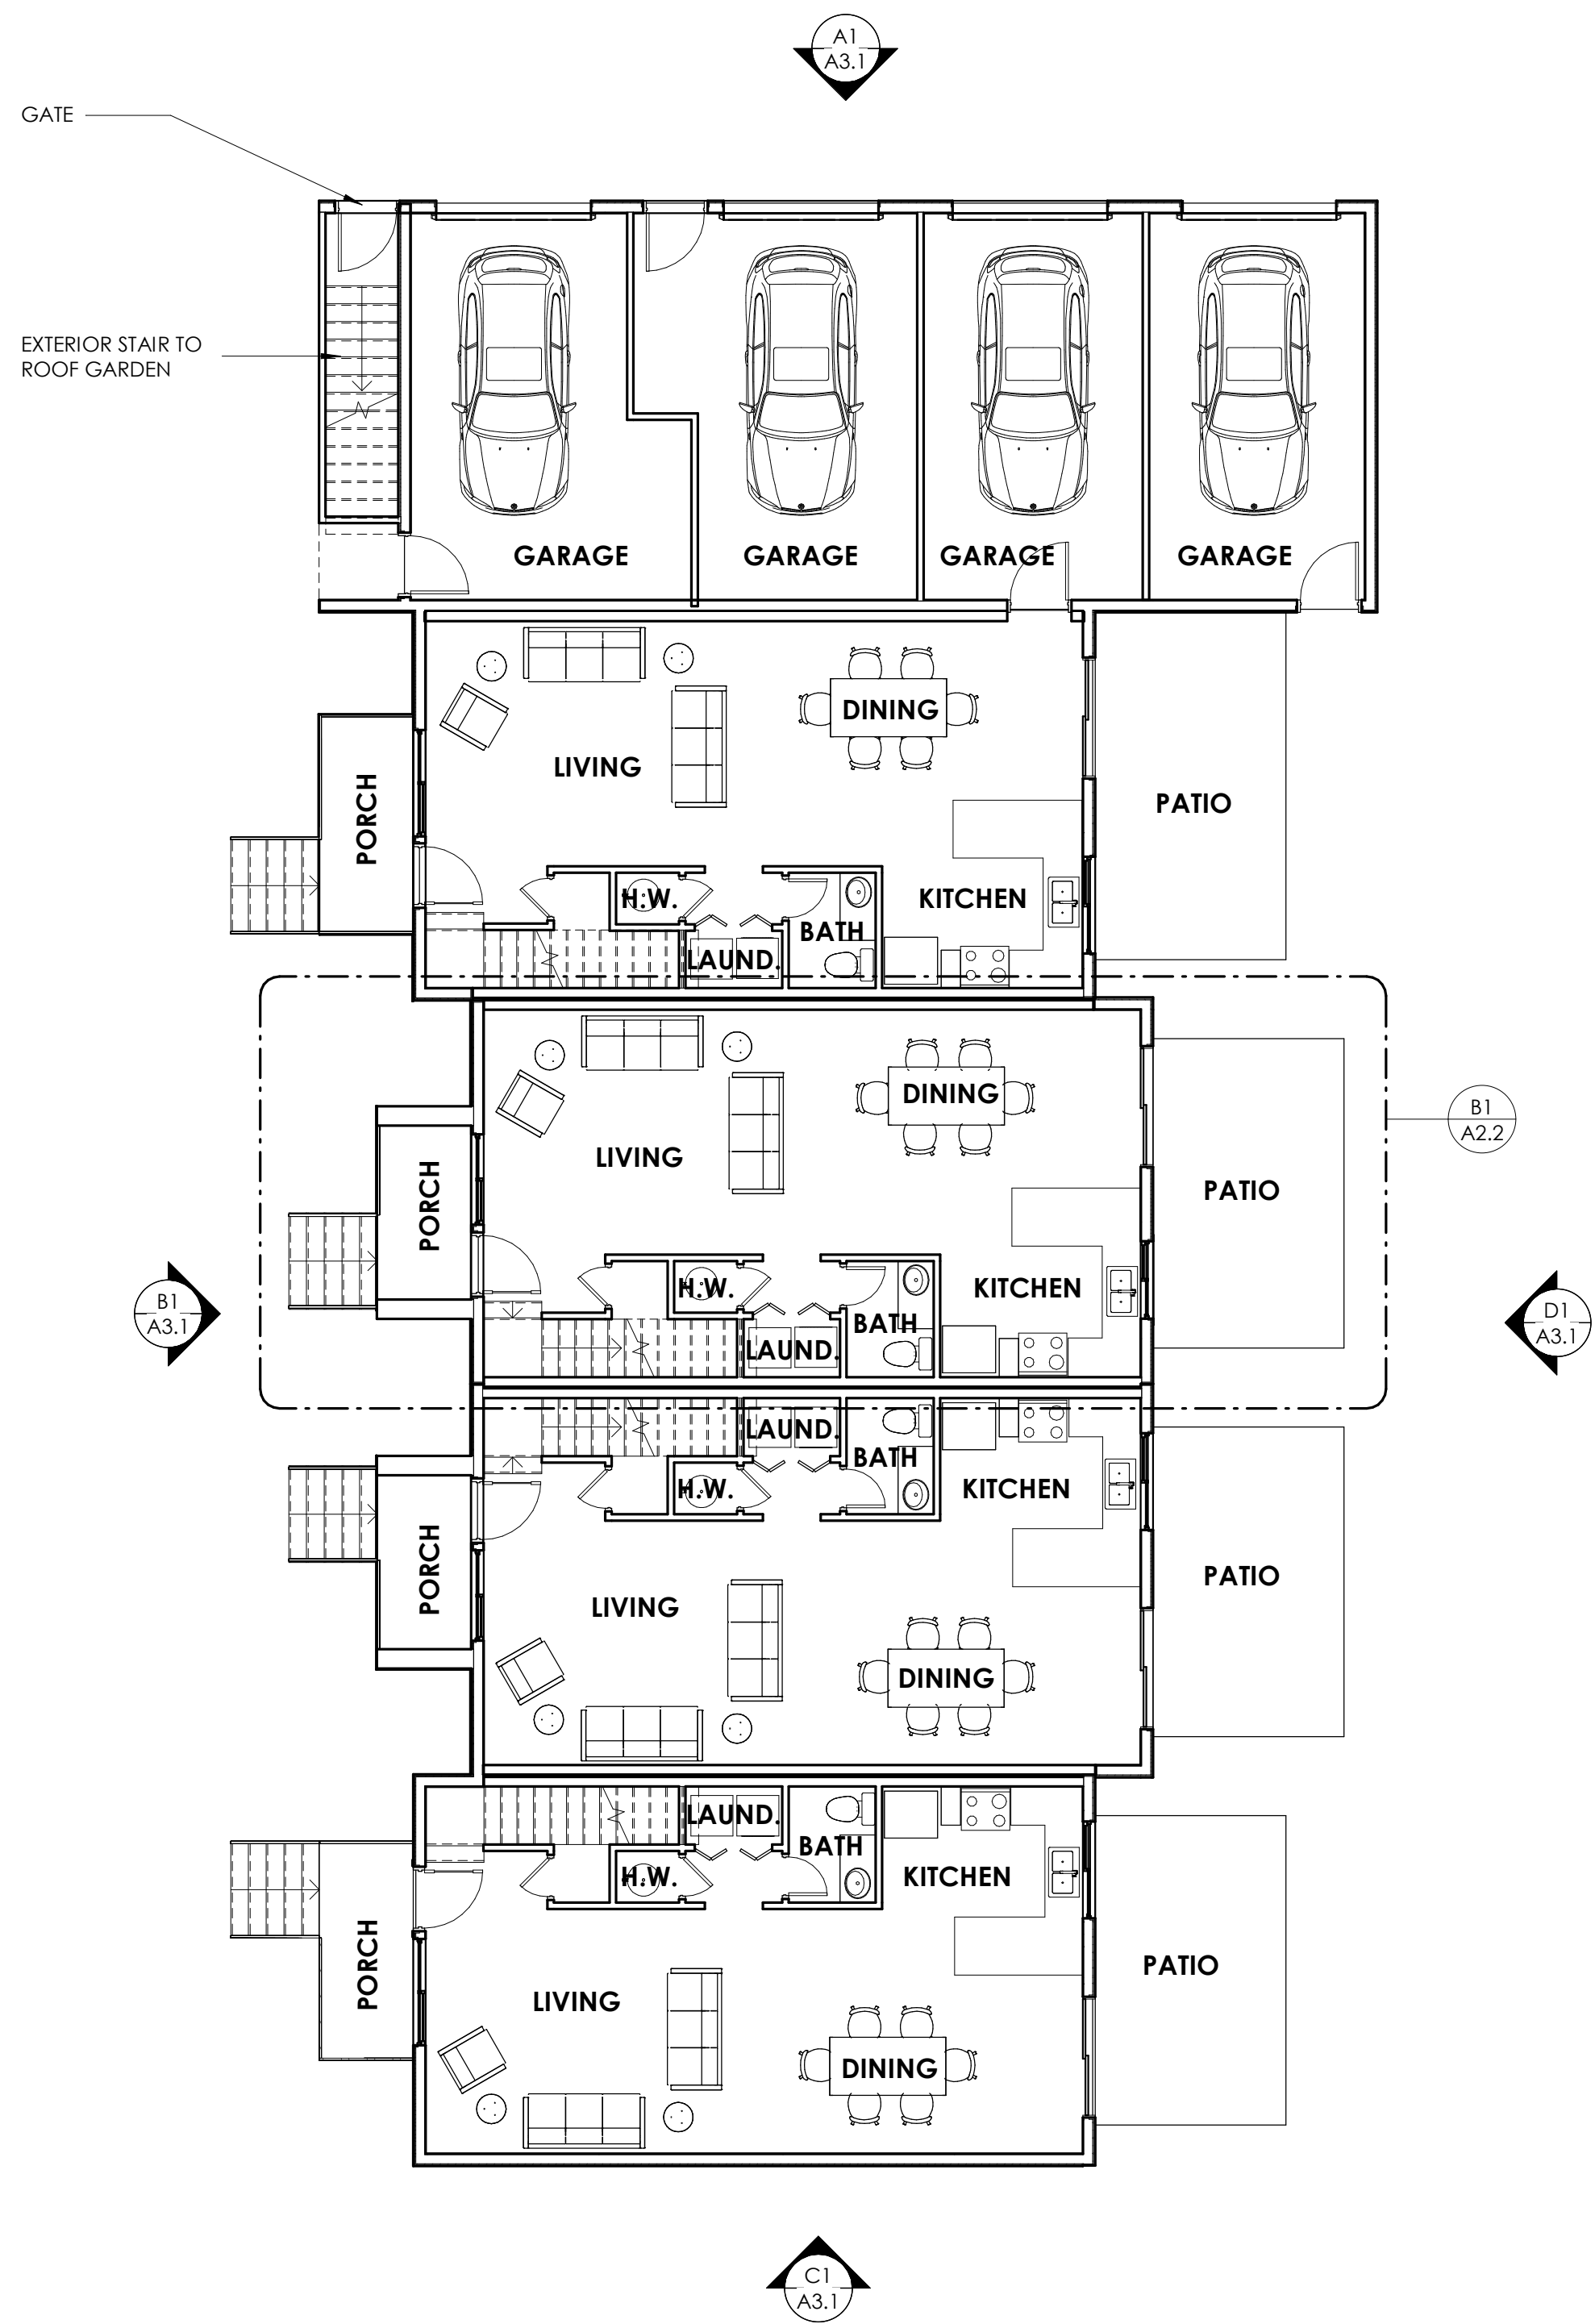 A1
A3.1
GATE
EXTERIOR STAIR TO
ROOF GARDEN
GARAGE
GARAGE
GARAGE
GARAGE
DINING
LIVING
PORCH
PATIO
H.W.
KITCHEN
BATH
LAUND.
DINING
B1
A2.2
LIVING
PORCH
PATIO
H.W.
KITCHEN
B1
A3.1
D1
A3.1
BATH
LAUND.
LAUND.
BATH
H.W.
KITCHEN
PORCH
PATIO
LIVING
DINING
LAUND.
BATH
H.W.
KITCHEN
PORCH
PATIO
LIVING
DINING
C1
A3.1